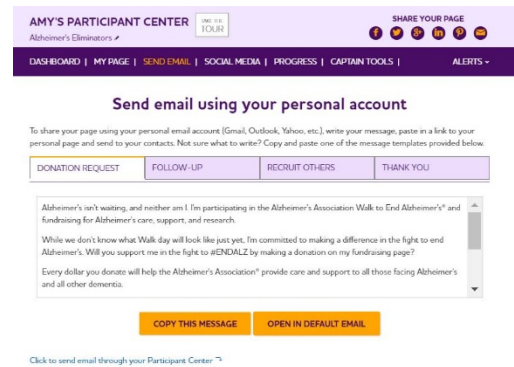 AMY'S PARTICIPANT CENTER
TOUR
SHARE YOUR PAGE
Alzheimer's Eliminators
DASHBOARD | MY PAGE | SEND EMAIL | SOCIAL MEDIA | PROGRESS | CAPTAIN TOOLS | ALERTS
Send email using your personal account
To share your page using your personal email account (Gmail, Outlook, Yahoo, etc.), write your message, paste in a link to your
personal page and send to your contacts. Not sure what to write? Copy and paste one of the message templates provided below.
DONATION REQUEST FOLLOW-UP RECRUIT OTHERS THANK YOU
Alzheimer's isn't waiting, and neither am I. I'm participating in the Alzheimer's Association Walk to End Alzheimer's® and
fundraising for Alzheimer's care, support, and research.
While we don't know what Walk day will look like just yet, I'm committed to making a difference in the fight to end
Alzheimer's. Will you support me in the fight to #ENDALZ by making a donation on my fundraising page?
Every dollar you donate will help the Alzheimer's Association® provide care and support to all those facing Alzheimer's
and all other dementia.
COPY THIS MESSAGE OPEN IN DEFAULT EMAIL
Click to send email through your Participant Center